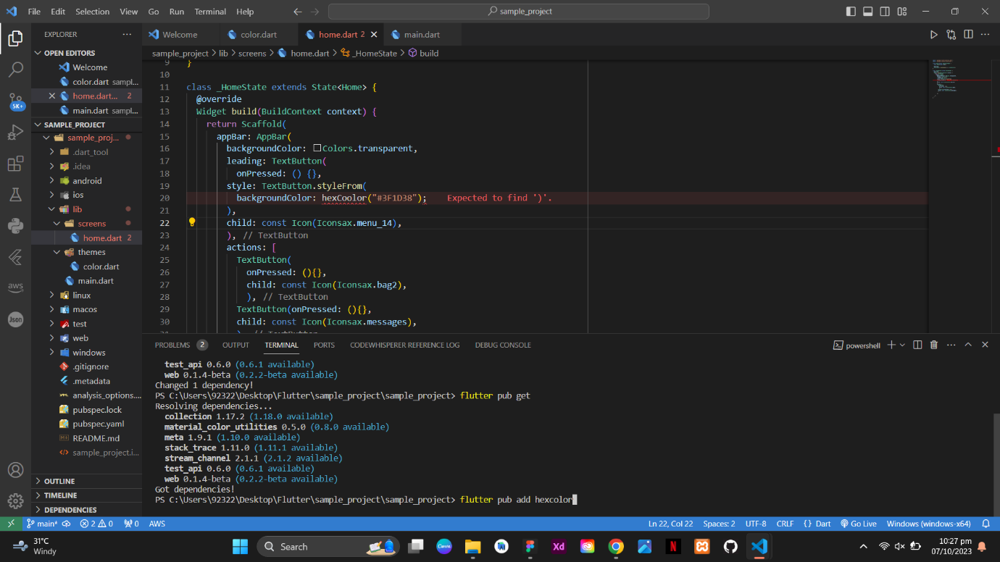 File Edit Selection View Go Run Terminal Help
sample_project
EXPLORER
Welcome
color.dart
home.dart 2
main.dart
OPEN EDITORS
sample_project > lib > screens > home.dart > _HomeState > build
Welcome
color.dart sampl...
home.dart... 2
main.dart sampl...
SAMPLE_PROJECT
sample_proj...
.dart_tool
.idea
android
ios
lib
screens
home.dart 2
themes
color.dart
main.dart
linux
macos
test
web
windows
.gitignore
.metadata
analysis_options....
pubspec.lock
pubspec.yaml
README.md
sample_project.i...
OUTLINE
TIMELINE
DEPENDENCIES
5K+
aws
Json
9 }
10
11 class _HomeState extends State<Home> {
12 @override
13 Widget build(BuildContext context) {
14 return Scaffold(
15 appBar: AppBar(
16 backgroundColor: Colors.transparent,
17 leading: TextButton(
18 onPressed: () {},
19 style: TextButton.styleFrom(
20 backgroundColor: hexCoolor("#3F1D38"); Expected to find ')'.
21 ),
22 child: const Icon(Iconsax.menu_14),
23 ), // TextButton
24 actions: [
25 TextButton(
26 onPressed: (){},
27 child: const Icon(Iconsax.bag2),
28 ), // TextButton
29 TextButton(onPressed: (){},
30 child: const Icon(Iconsax.messages),
31 ), // TextButton
PROBLEMS 2 OUTPUT TERMINAL PORTS CODEWHISPERER REFERENCE LOG DEBUG CONSOLE
powershell
test_api 0.6.0 (0.6.1 available)
web 0.1.4-beta (0.2.2-beta available)
Changed 1 dependency!
PS C:\Users\92322\Desktop\Flutter\sample_project\sample_project> flutter pub get
Resolving dependencies...
collection 1.17.2 (1.18.0 available)
material_color_utilities 0.5.0 (0.8.0 available)
meta 1.9.1 (1.10.0 available)
stack_trace 1.11.0 (1.11.1 available)
stream_channel 2.1.1 (2.1.2 available)
test_api 0.6.0 (0.6.1 available)
web 0.1.4-beta (0.2.2-beta available)
Got dependencies!
PS C:\Users\92322\Desktop\Flutter\sample_project\sample_project> flutter pub add hexcolor
main* 2 0 0 AWS
Ln 22, Col 22 Spaces: 2 UTF-8 CRLF {} Dart Go Live Windows (windows-x64)
31°C
Windy
Search
Canva
Xd
N
10:27 pm
07/10/2023